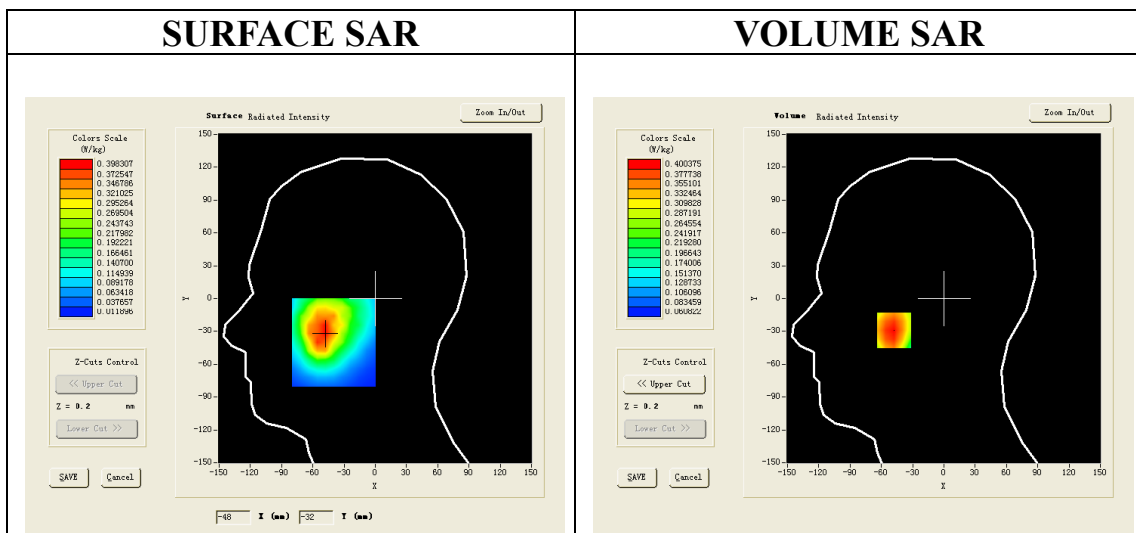 SURFACE SAR
VOLUME SAR
Surface Radiated Intensity
Zoom In/Out
Colors Scale
(W/kg)
0.398307
0.372547
0.346786
0.321025
0.295264
0.269504
0.243743
0.217982
0.192221
0.166461
0.140700
0.114939
0.089178
0.063418
0.037657
0.011896
150
120
90
60
30
0
-30
-60
-90
-120
-150
Y
-150 -120 -90 -60 -30 0 30 60 90 120 150
X
Z-Cuts Control
<< Upper Cut
Z = 0.2 mm
Lower Cut >>
SAVE
Cancel
-48 X (mm) -32 Y (mm)
Volume Radiated Intensity
Zoom In/Out
Colors Scale
(W/kg)
0.400375
0.377738
0.355101
0.332464
0.309828
0.287191
0.264554
0.241917
0.219280
0.196643
0.174006
0.151370
0.128733
0.106096
0.083459
0.060822
150
120
90
60
30
0
-30
-60
-90
-120
-150
Y
-150 -120 -90 -60 -30 0 30 60 90 120 150
X
Z-Cuts Control
<< Upper Cut
Z = 0.2 mm
Lower Cut >>
SAVE
Cancel